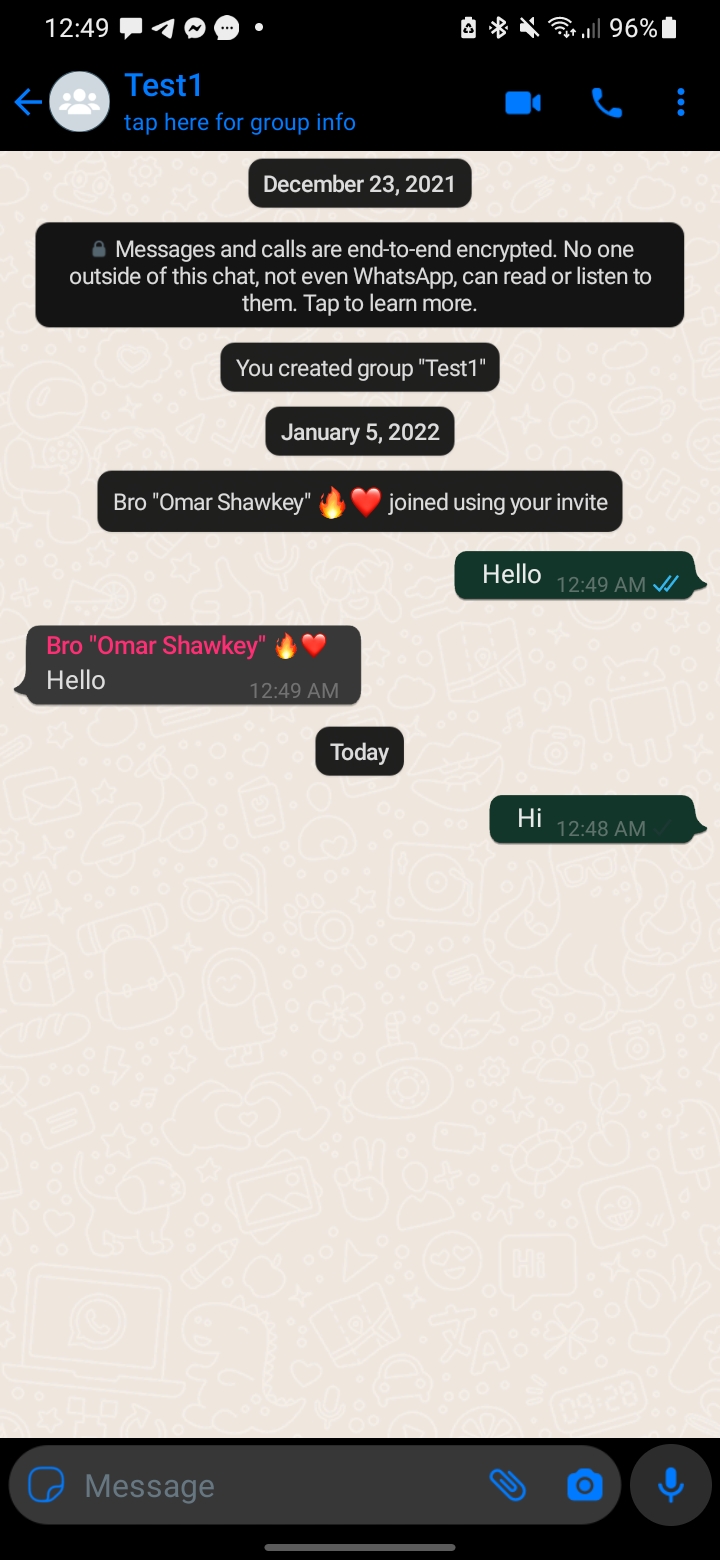 12:49
96%
Test1
tap here for group info
December 23, 2021
Messages and calls are end-to-end encrypted. No one
outside of this chat, not even WhatsApp, can read or listen to
them. Tap to learn more.
You created group "Test1"
January 5, 2022
Bro "Omar Shawkey" 🔥❤️ joined using your invite
Hello 12:49 AM
Bro "Omar Shawkey" 🔥❤️
Hello 12:49 AM
Today
Hi 12:48 AM
Message